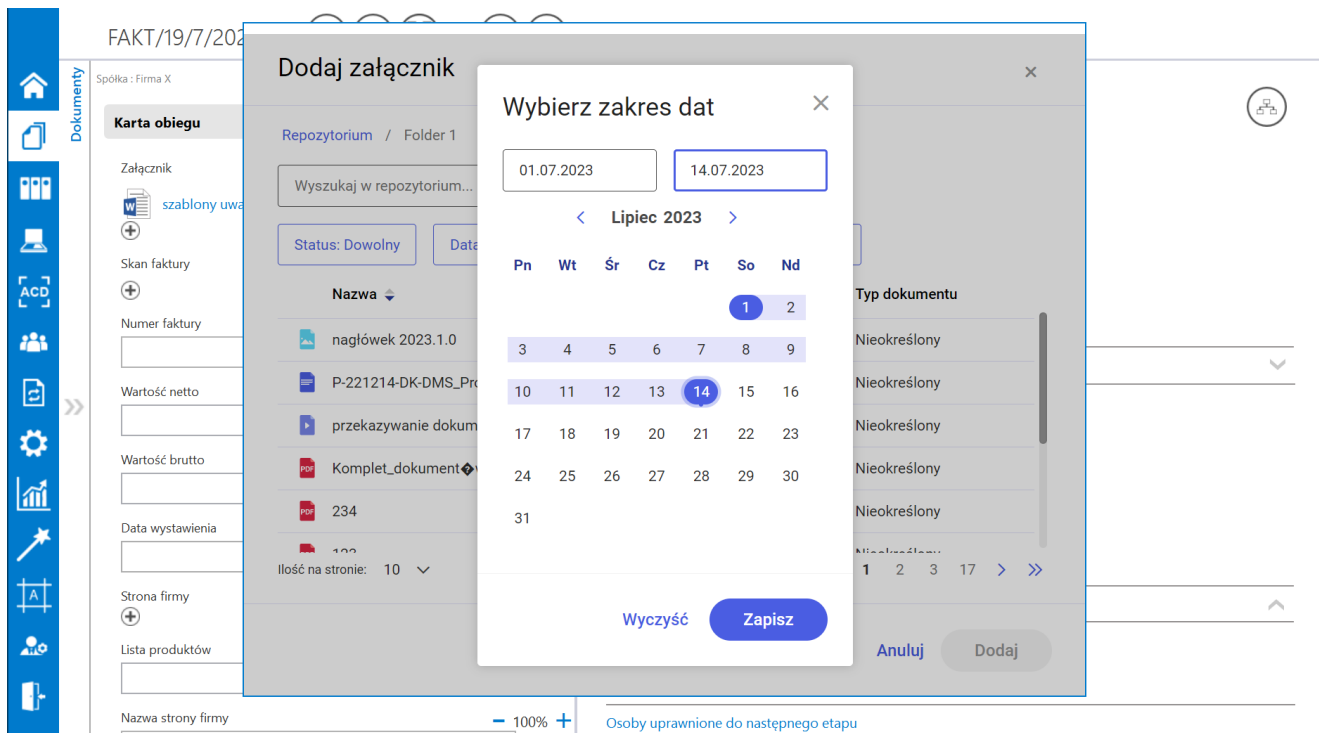 FAKT/19/7/202
Dokumenty
Spółka : Firma X
Karta obiegu
Załącznik
szablony uwa
Skan faktury
Numer faktury
Wartość netto
Wartość brutto
Data wystawienia
Strona firmy
Lista produktów
Nazwa strony firmy
ACD
A
Dodaj załącznik
Repozytorium / Folder 1
Wyszukaj w repozytorium...
Status: Dowolny
Data
Nazwa
Typ dokumentu
nagłówek 2023.1.0
Nieokreślony
P-221214-DK-DMS_Pro
Nieokreślony
przekazywanie dokum
Nieokreślony
PDF
Komplet_dokument�w
Nieokreślony
PDF
234
Nieokreślony
123
Nieokreślony
Ilość na stronie: 10
1 2 3 17
Anuluj
Dodaj
Wybierz zakres dat
01.07.2023
14.07.2023
Lipiec 2023
Pn Wt Śr Cz Pt So Nd
1 2
3 4 5 6 7 8 9
10 11 12 13 14 15 16
17 18 19 20 21 22 23
24 25 26 27 28 29 30
31
Wyczyść
Zapisz
100%
Osoby uprawnione do następnego etapu